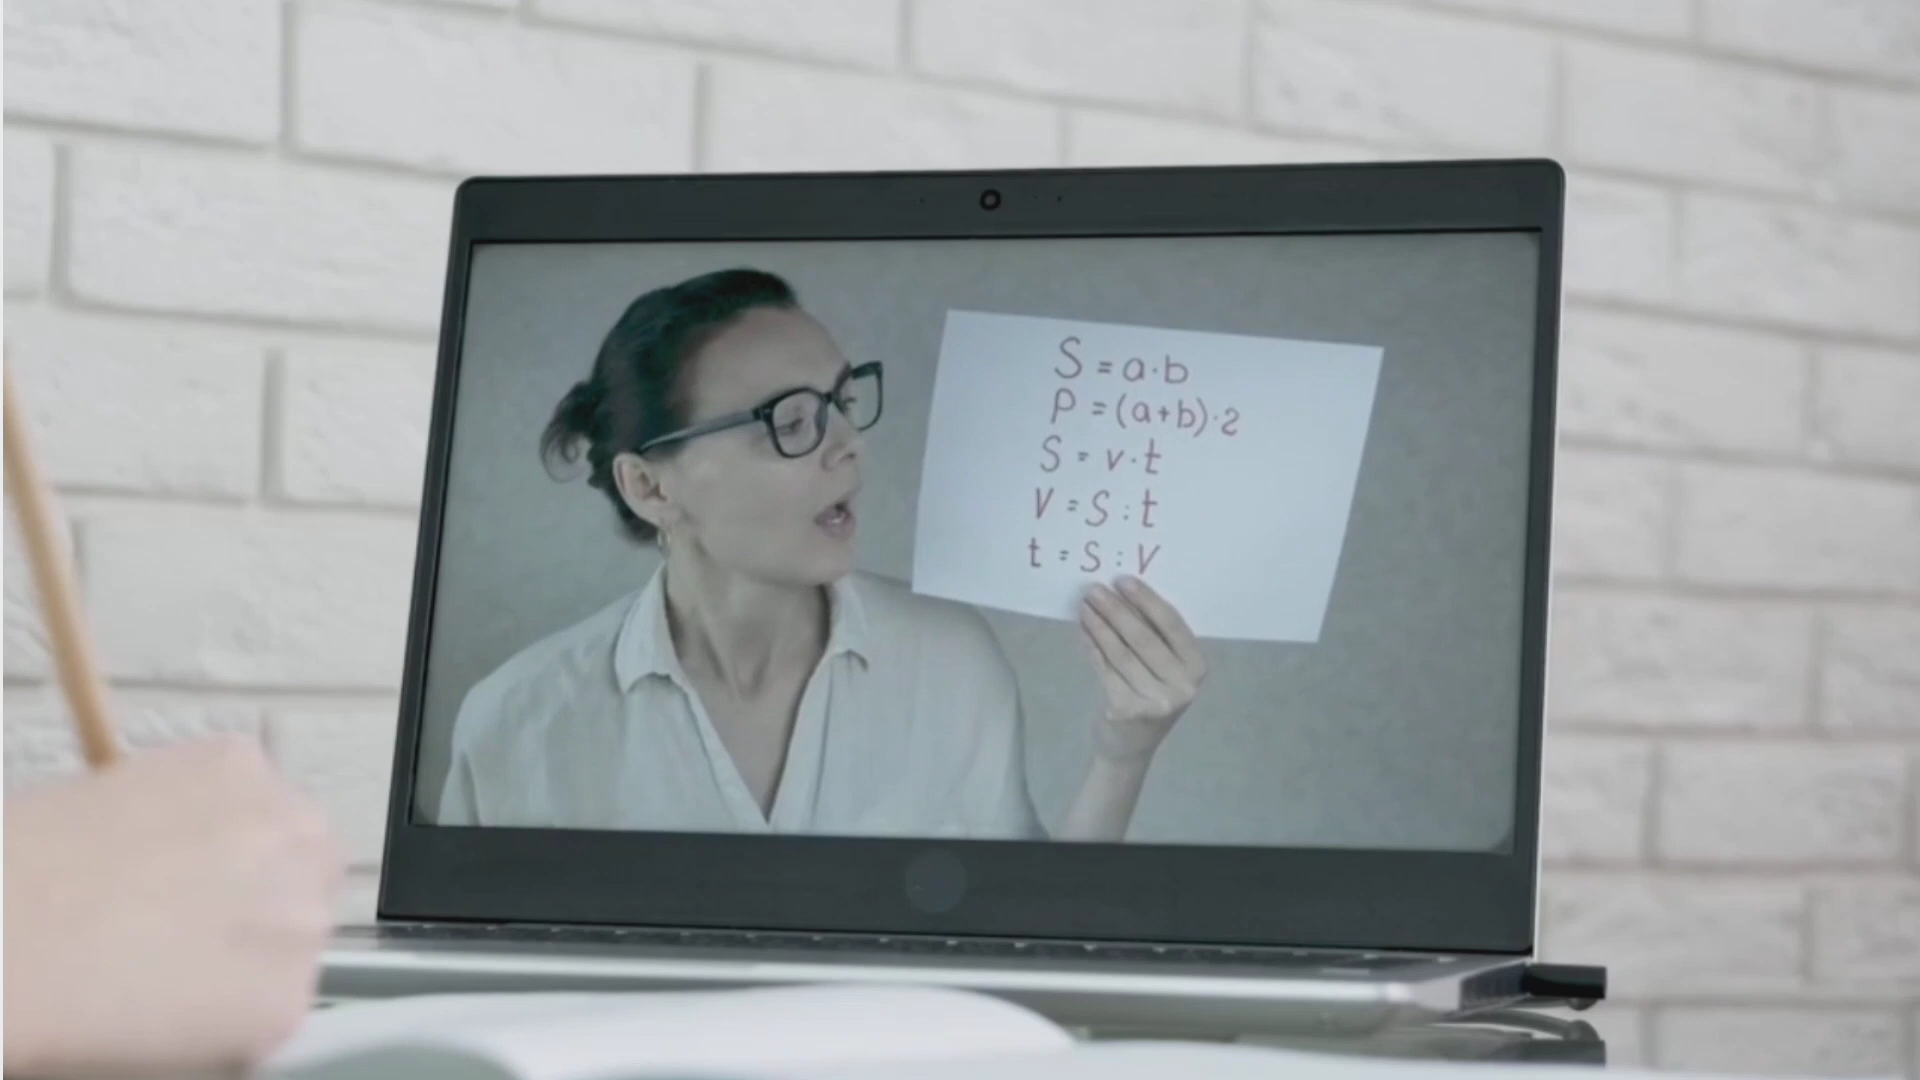 S = a·b
P = (a+b)·2
S = v·t
V = S : t
t = S : V